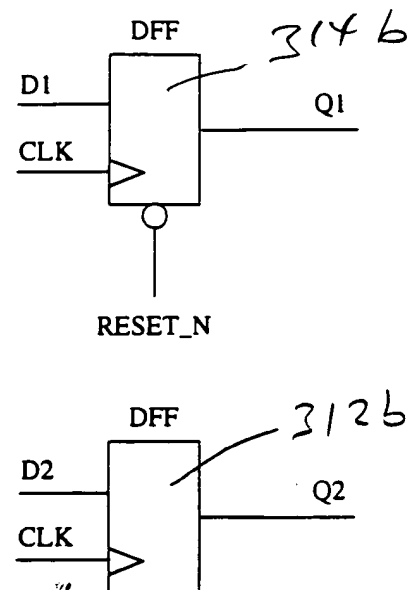 DFF
314b
D1
Q1
CLK
RESET_N
DFF
312b
D2
Q2
CLK